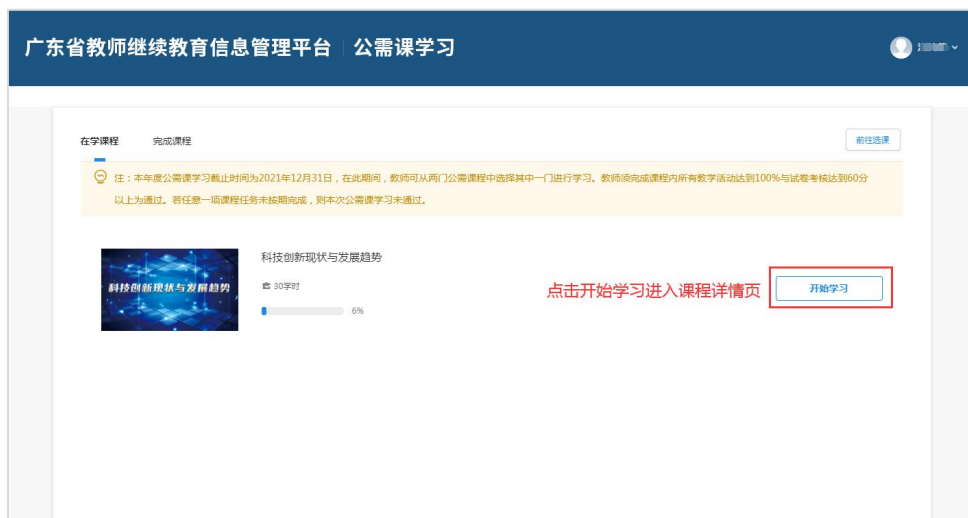 广东省教师继续教育信息管理平台 公需课学习
在学课程 完成课程 前往选课
注：本年度公需课学习截止时间为2021年12月31日，在此期间，教师可从两门公需课程中选择其中一门进行学习。教师须完成课程内所有教学活动达到100%与试卷考核达到60分
以上为通过。若任意一项课程任务未按期完成，则本次公需课学习未通过。
科技创新现状与发展趋势
科技创新现状与发展趋势
30学时
点击开始学习进入课程详情页 开始学习
6%